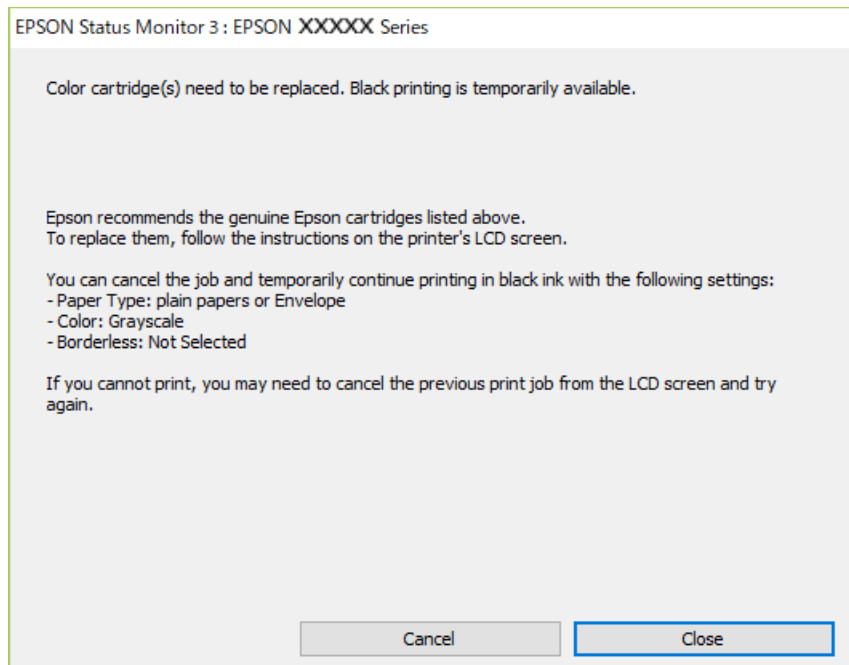 EPSON Status Monitor 3 : EPSON XXXXX Series
Color cartridge(s) need to be replaced. Black printing is temporarily available.
Epson recommends the genuine Epson cartridges listed above.
To replace them, follow the instructions on the printer's LCD screen.
You can cancel the job and temporarily continue printing in black ink with the following settings:
- Paper Type: plain papers or Envelope
- Color: Grayscale
- Borderless: Not Selected
If you cannot print, you may need to cancel the previous print job from the LCD screen and try
again.
Cancel
Close